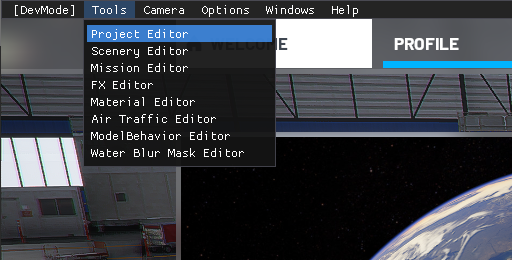 [DevMode] Tools Camera Options Windows Help
WELCOME PROFILE
Project Editor
Scenery Editor
Mission Editor
FX Editor
Material Editor
Air Traffic Editor
ModelBehavior Editor
Water Blur Mask Editor